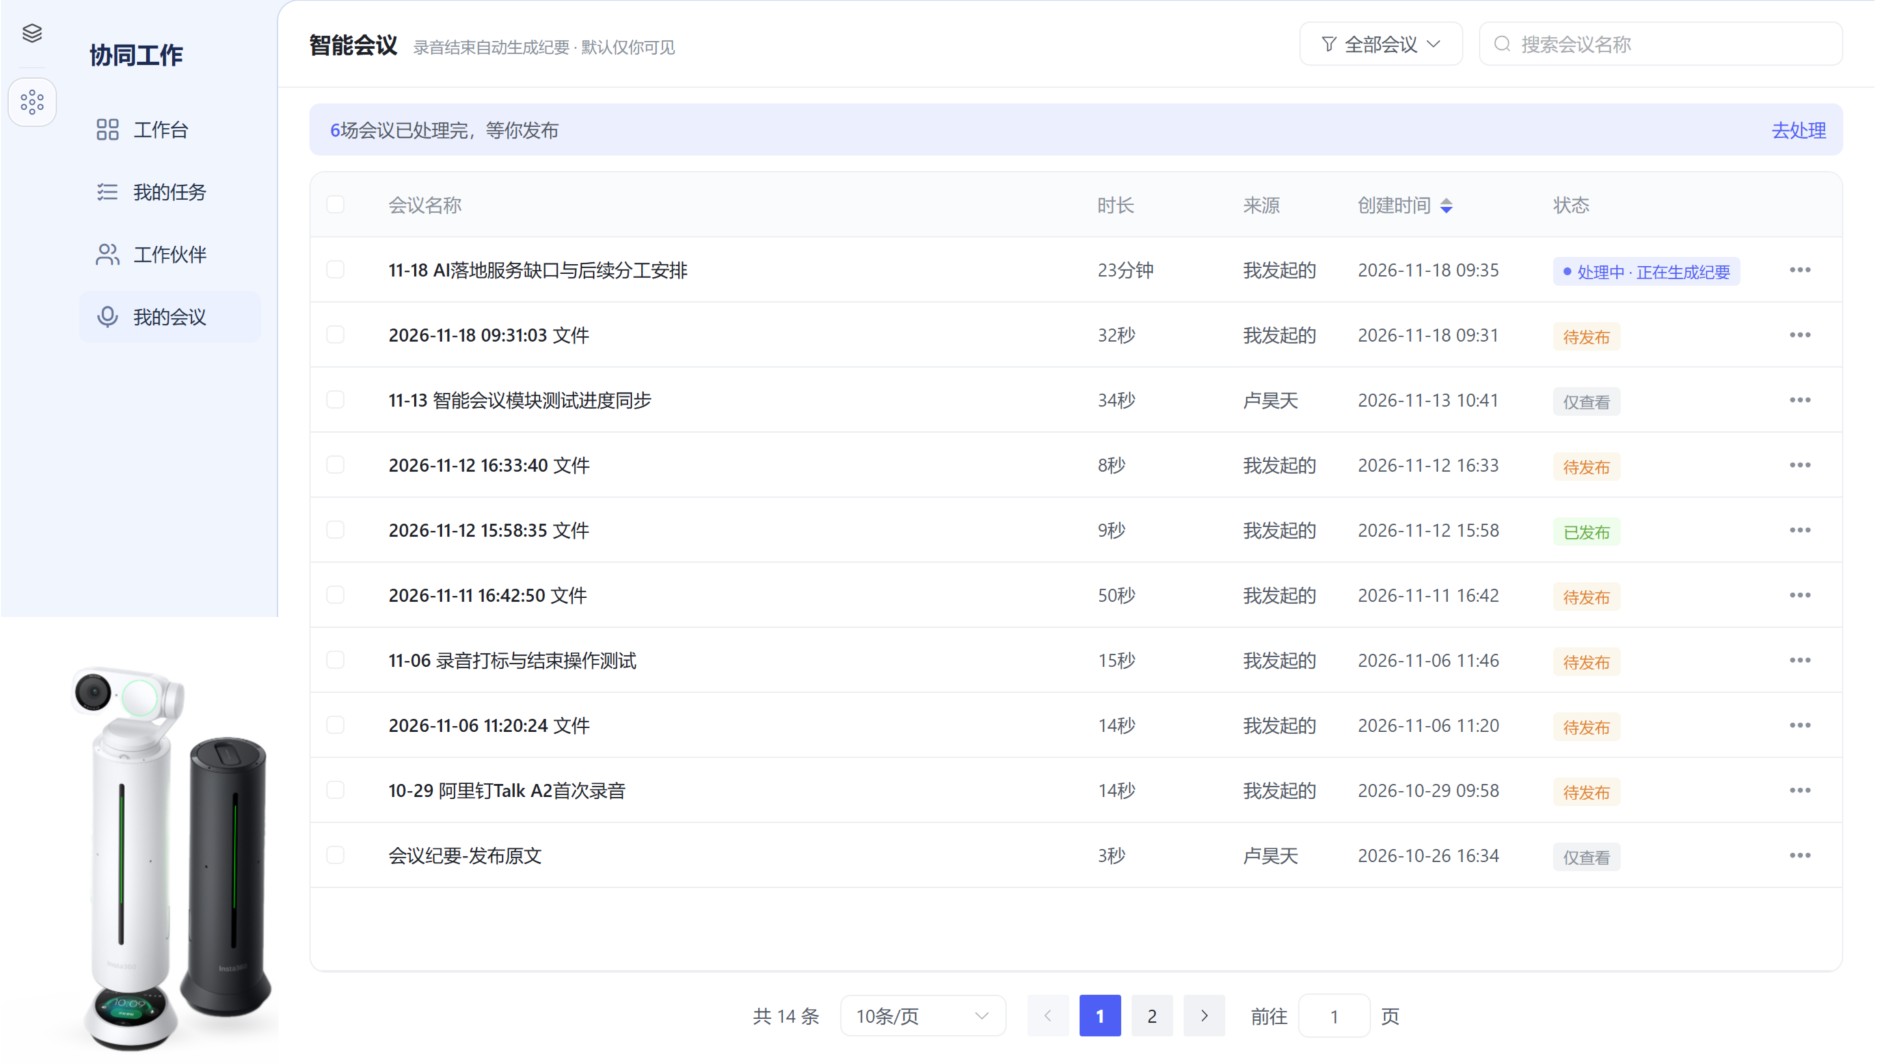 协同工作
工作台
我的任务
工作伙伴
我的会议
智能会议 录音结束自动生成纪要 · 默认仅你可见
全部会议
搜索会议名称
6场会议已处理完，等你发布
去处理
会议名称 时长 来源 创建时间 状态
11-18 AI落地服务缺口与后续分工安排 23分钟 我发起的 2026-11-18 09:35 处理中 · 正在生成纪要
2026-11-18 09:31:03 文件 32秒 我发起的 2026-11-18 09:31 待发布
11-13 智能会议模块测试进度同步 34秒 卢昊天 2026-11-13 10:41 仅查看
2026-11-12 16:33:40 文件 8秒 我发起的 2026-11-12 16:33 待发布
2026-11-12 15:58:35 文件 9秒 我发起的 2026-11-12 15:58 已发布
2026-11-11 16:42:50 文件 50秒 我发起的 2026-11-11 16:42 待发布
11-06 录音打标与结束操作测试 15秒 我发起的 2026-11-06 11:46 待发布
2026-11-06 11:20:24 文件 14秒 我发起的 2026-11-06 11:20 待发布
10-29 阿里钉Talk A2首次录音 14秒 我发起的 2026-10-29 09:58 待发布
会议纪要-发布原文 3秒 卢昊天 2026-10-26 16:34 仅查看
共 14 条 10条/页 1 2 前往 1 页